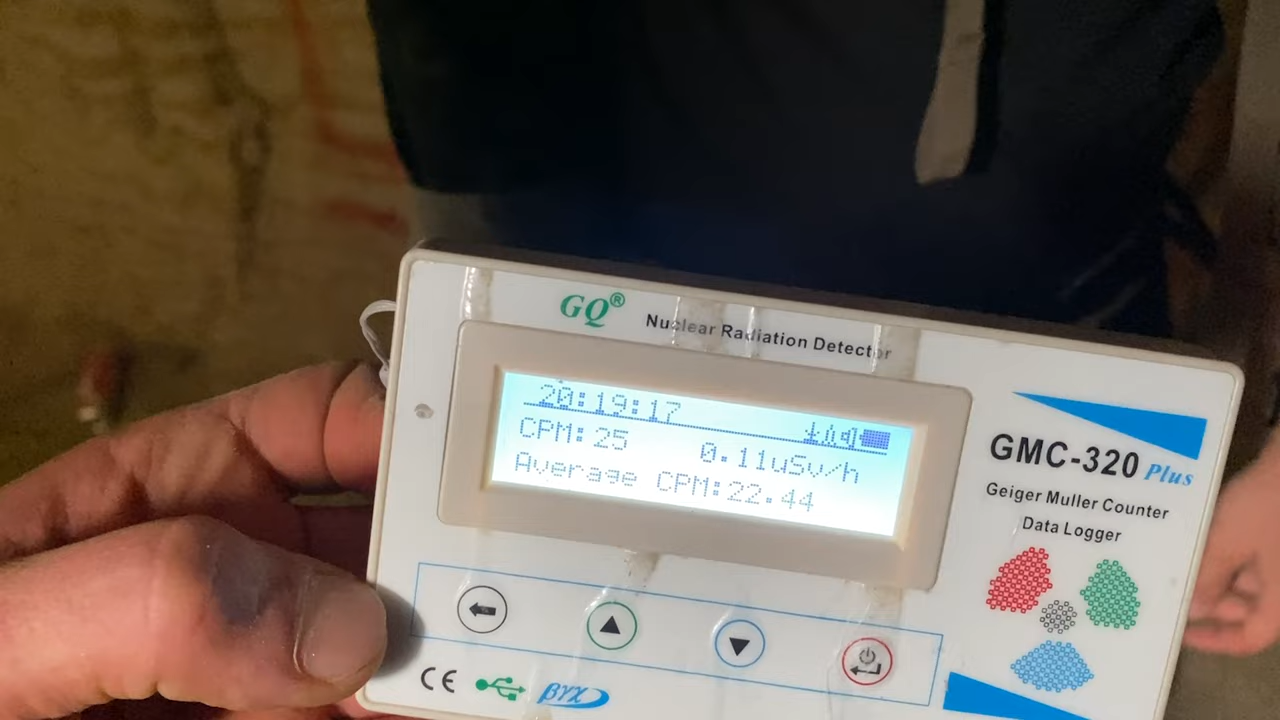 GQ®
Nuclear Radiation Detector
20:19:17
CPM:25 0.11uSv/h
Average CPM:22.44
GMC-320 Plus
Geiger Muller Counter
Data Logger
CE
βγχ